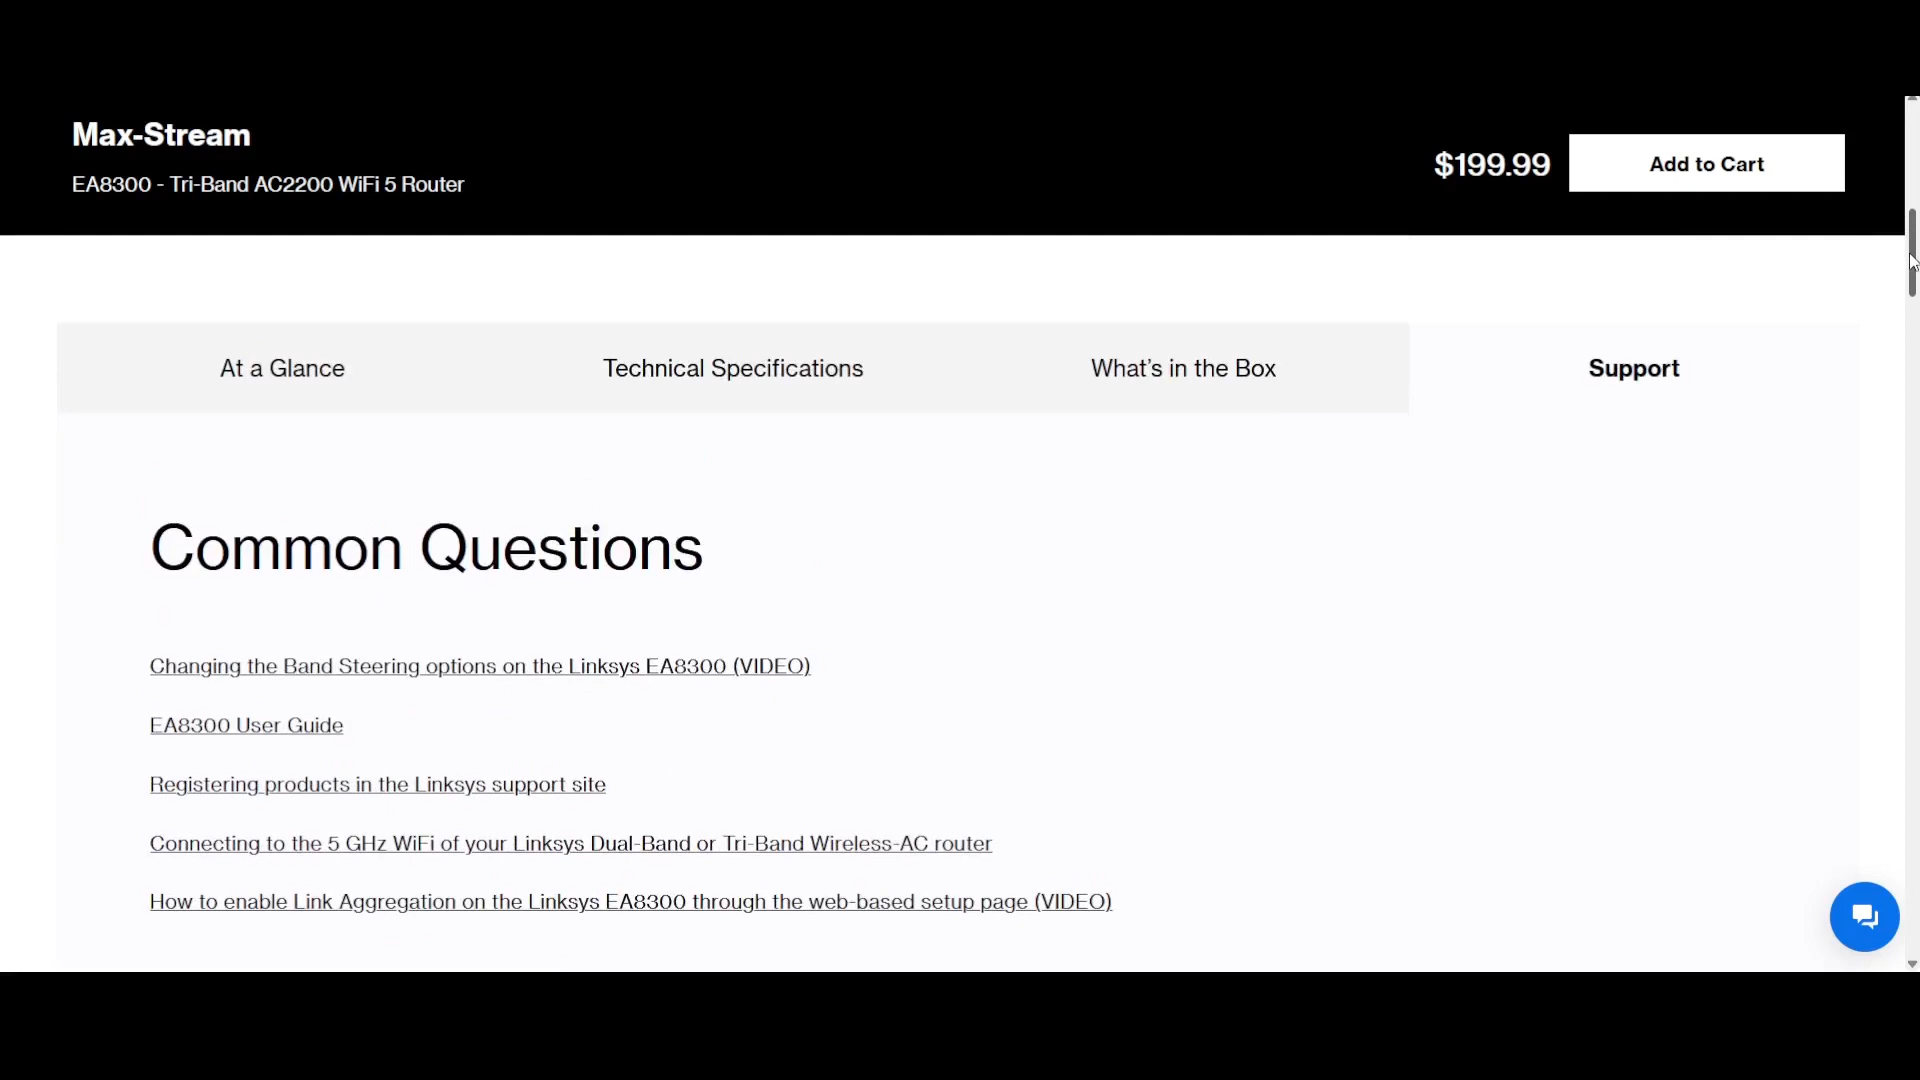 Max-Stream
EA8300 - Tri-Band AC2200 WiFi 5 Router
$199.99
Add to Cart
At a Glance
Technical Specifications
What's in the Box
Support
Common Questions
Changing the Band Steering options on the Linksys EA8300 (VIDEO)
EA8300 User Guide
Registering products in the Linksys support site
Connecting to the 5 GHz WiFi of your Linksys Dual-Band or Tri-Band Wireless-AC router
How to enable Link Aggregation on the Linksys EA8300 through the web-based setup page (VIDEO)